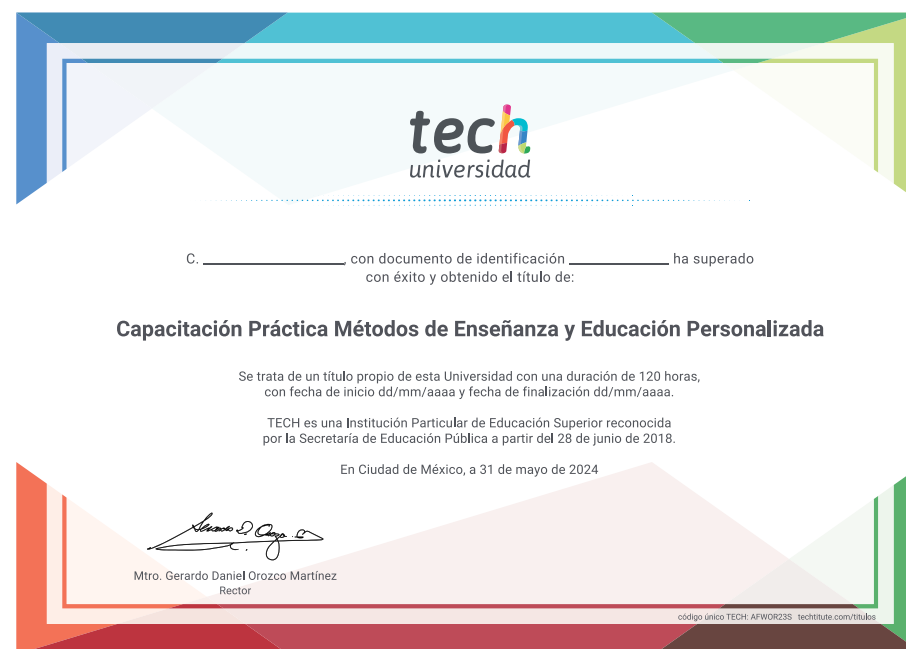 tech
universidad
C. ____________, con documento de identificación ____________ ha superado
con éxito y obtenido el título de:
Capacitación Práctica Métodos de Enseñanza y Educación Personalizada
Se trata de un título propio de esta Universidad con una duración de 120 horas,
con fecha de inicio dd/mm/aaaa y fecha de finalización dd/mm/aaaa.
TECH es una Institución Particular de Educación Superior reconocida
por la Secretaría de Educación Pública a partir del 28 de junio de 2018.
En Ciudad de México, a 31 de mayo de 2024
Mtro. Gerardo Daniel Orozco Martínez
Rector
código único TECH: AFWOR23S techtitute.com/titulos